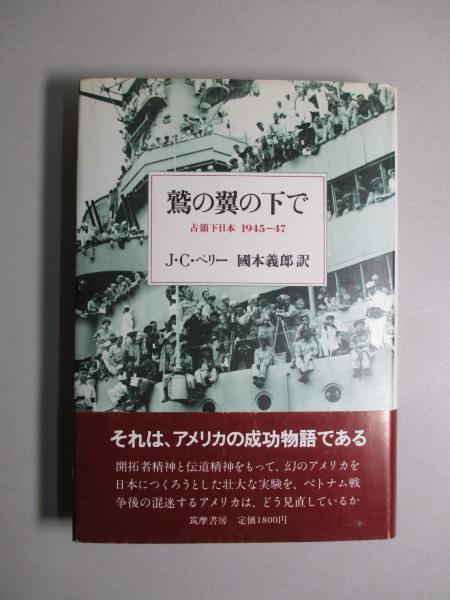 鷲の翼の下で
占領下日本 1945−47
J・C・ペリー 國本義郎 訳
それは、アメリカの成功物語である
開拓者精神と伝道精神をもって、幻のアメリカを
日本につくろうとした壮大な実験を、ベトナム戦
争後の混迷するアメリカは、どう見直しているか
筑摩書房 定価1800円